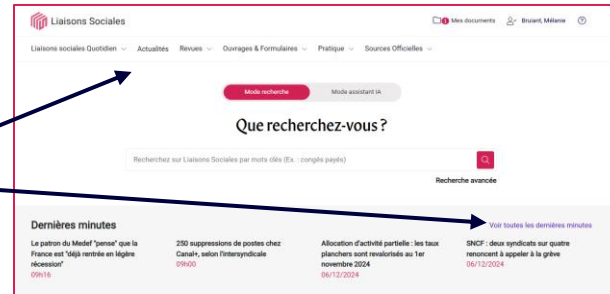 Liaisons Sociales
Mes documents
Bruiant, Mélanie
Liaisons sociales Quotidien
Actualités
Revues
Ouvrages & Formulaires
Pratique
Sources Officielles
Mode recherche
Mode assistant IA
Que recherchez-vous ?
Recherchez sur Liaisons Sociales par mots clés (Ex. : congés payés)
Recherche avancée
Dernières minutes
Voir toutes les dernières minutes
Le patron du Medef "pense" que la
France est "déjà rentrée en légère
récession"
09h16
250 suppressions de postes chez
Canal+, selon l'intersyndicale
09h00
Allocation d'activité partielle : les taux
planchers sont revalorisés au 1er
novembre 2024
06/12/2024
SNCF : deux syndicats sur quatre
renoncent à appeler à la grève
06/12/2024